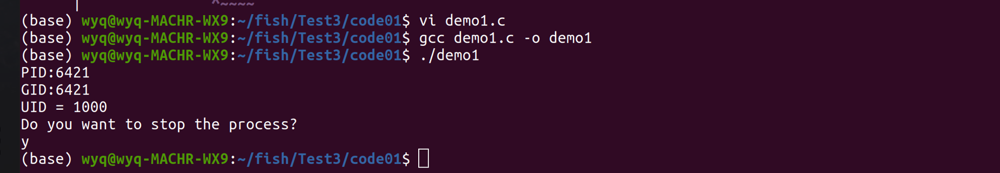 |                ^~~~~
(base) wyq@wyq-MACHR-WX9:~/fish/Test3/code01$ vi demo1.c
(base) wyq@wyq-MACHR-WX9:~/fish/Test3/code01$ gcc demo1.c -o demo1
(base) wyq@wyq-MACHR-WX9:~/fish/Test3/code01$ ./demo1
PID:6421
GID:6421
UID = 1000
Do you want to stop the process?
y
(base) wyq@wyq-MACHR-WX9:~/fish/Test3/code01$